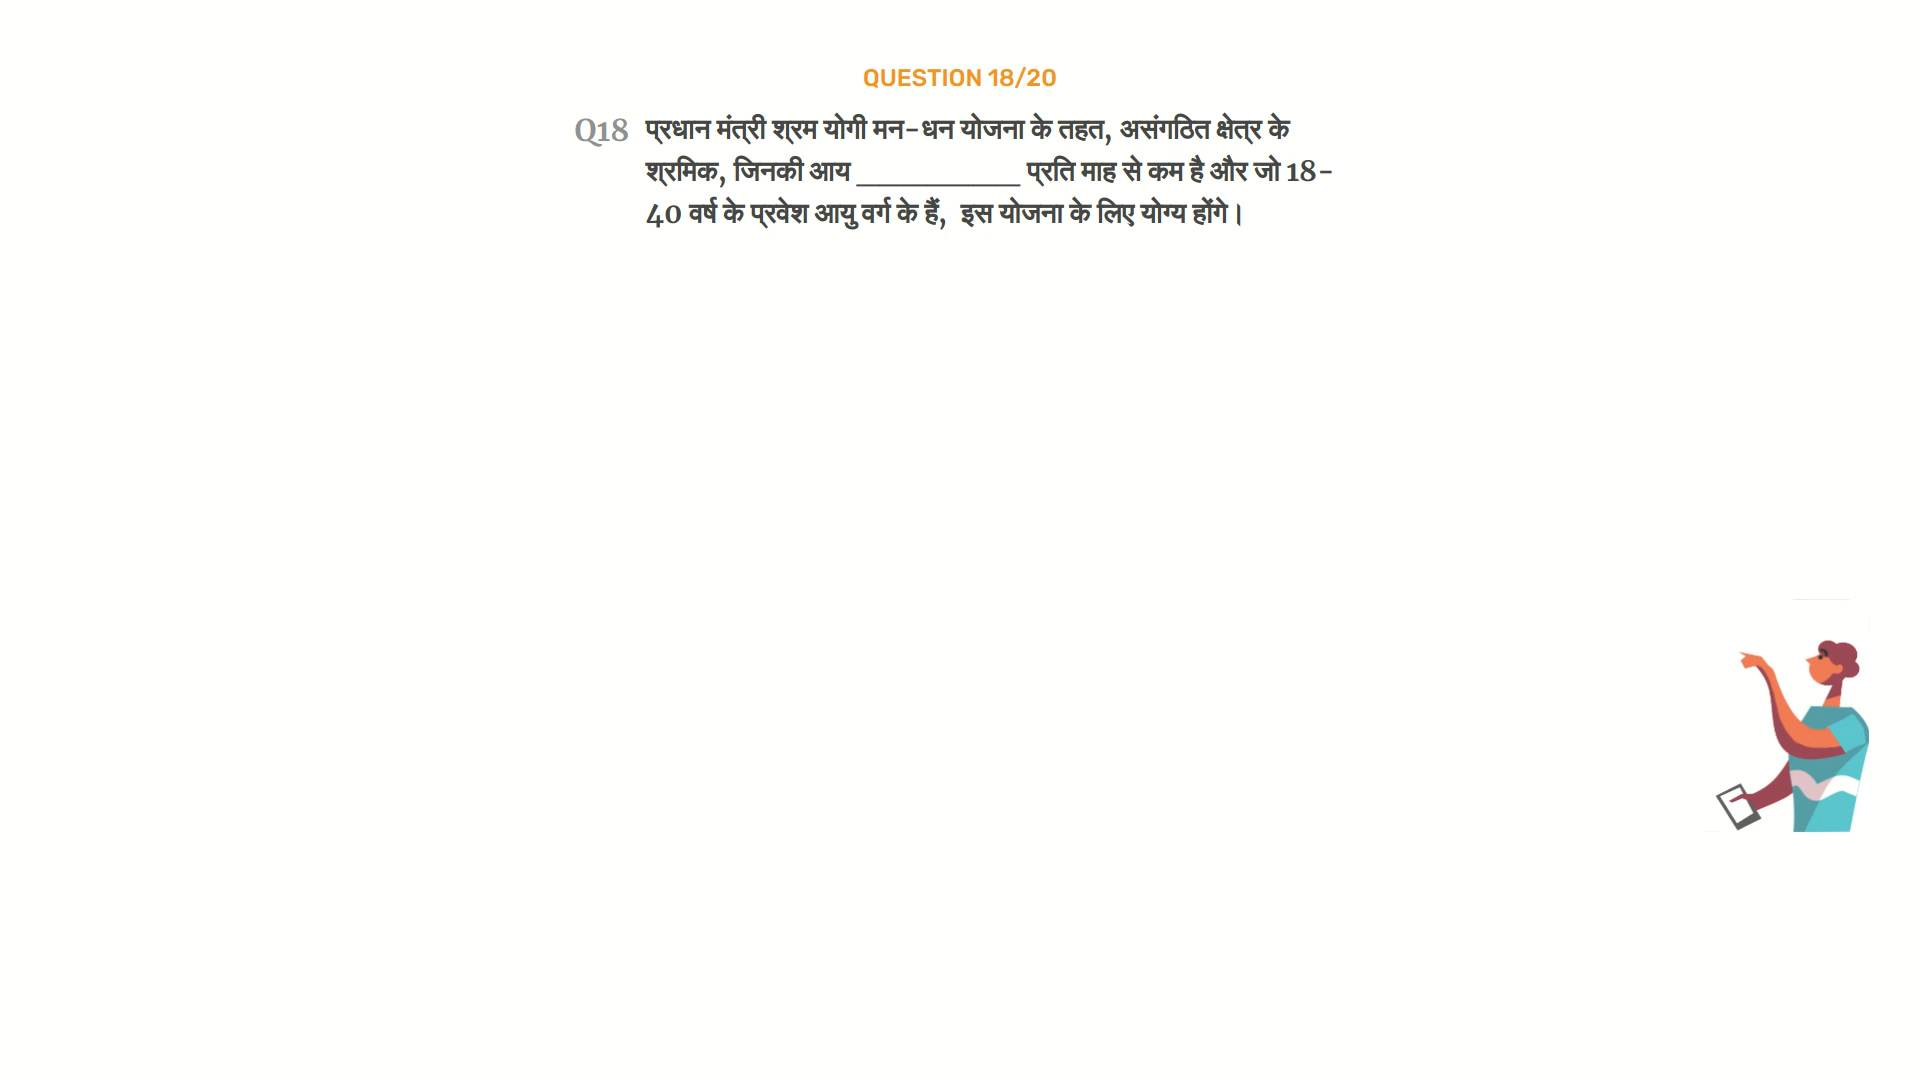 QUESTION 18/20
Q18 प्रधान मंत्री श्रम योगी मन-धन योजना के तहत, असंगठित क्षेत्र के
श्रमिक, जिनकी आय ____________ प्रति माह से कम है और जो 18-
40 वर्ष के प्रवेश आयु वर्ग के हैं, इस योजना के लिए योग्य होंगे।